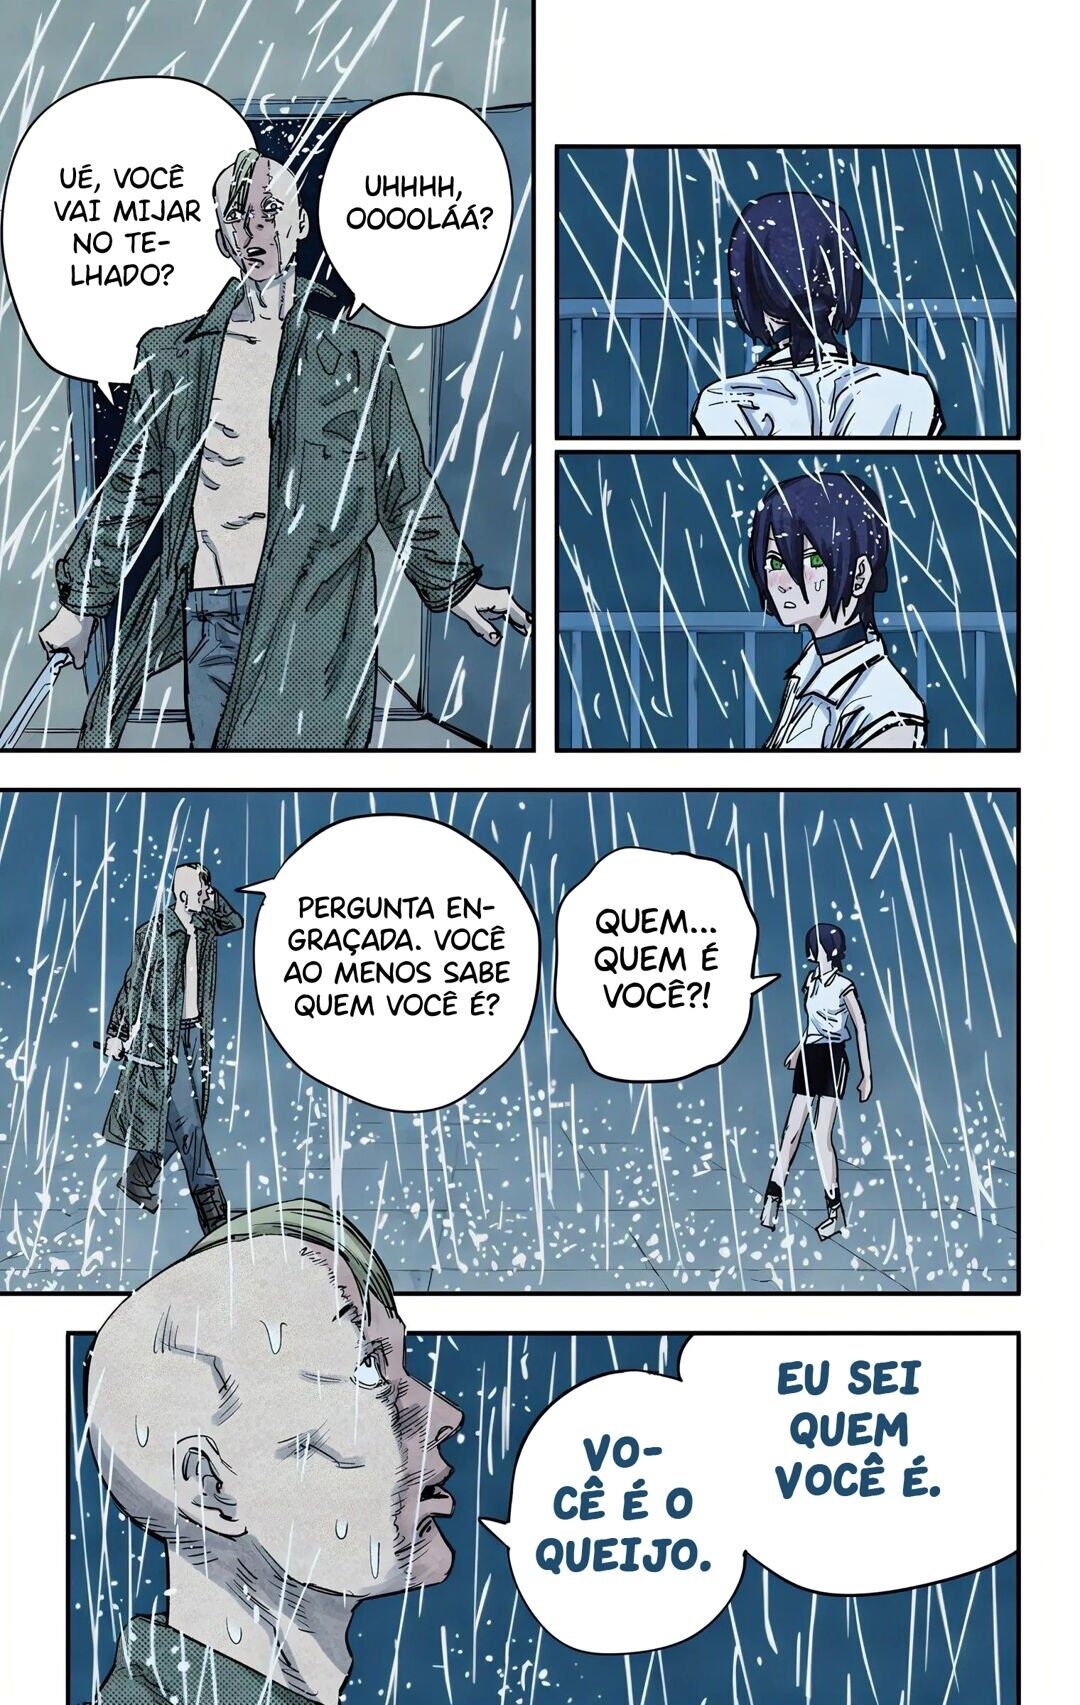 UHHHH,
OOOOLÁÁ?
UÉ, VOCÊ
VAI MIJAR
NO TE-
LHADO?
QUEM...
QUEM É
VOCÊ?!
PERGUNTA EN-
GRAÇADA. VOCÊ
AO MENOS SABE
QUEM VOCÊ É?
EU SEI
QUEM
VOCÊ É.
VO-
CÊ É O
QUEIJO.